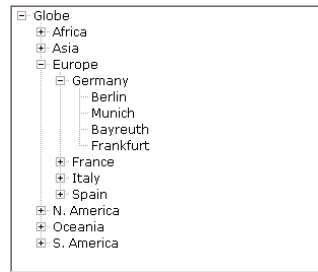 Globe
Africa
Asia
Europe
Germany
Berlin
Munich
Bayreuth
Frankfurt
France
Italy
Spain
N. America
Oceania
S. America